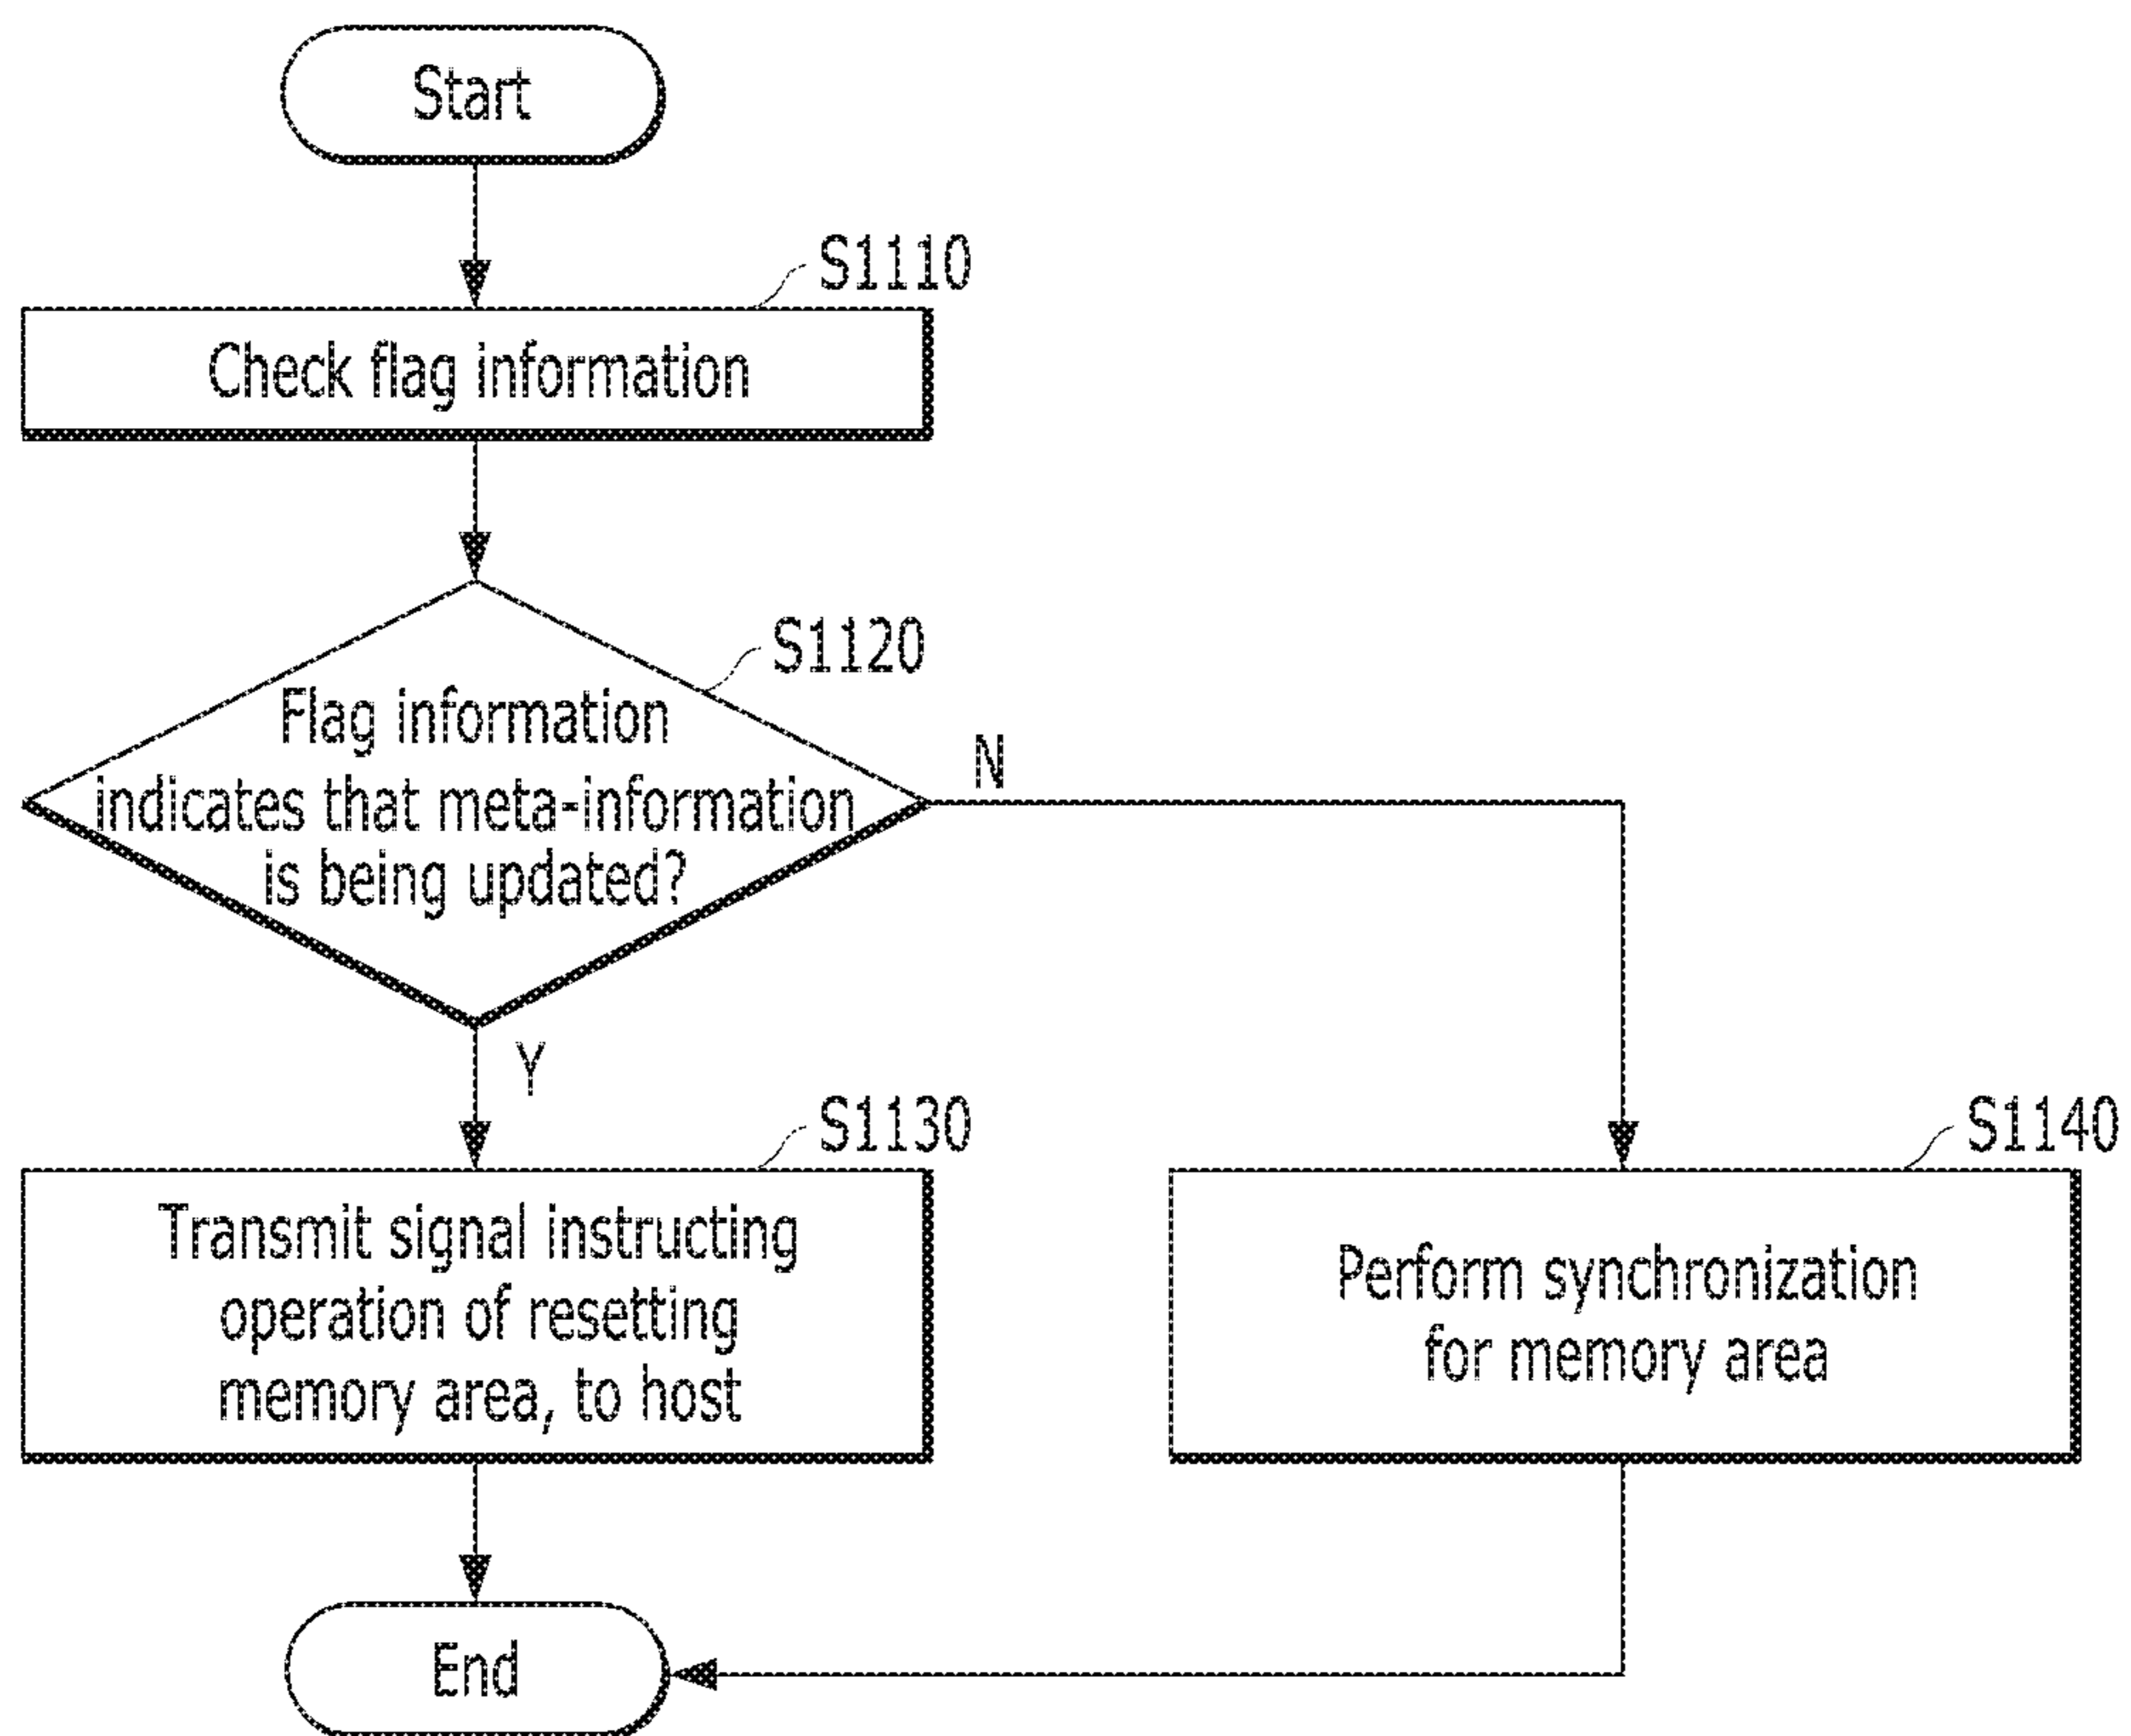 Start
S1110
Check flag information
S1120
Flag information
indicates that meta-information
is being updated?
N
Y
S1130
Transmit signal instructing
operation of resetting
memory area, to host
S1140
Perform synchronization
for memory area
End